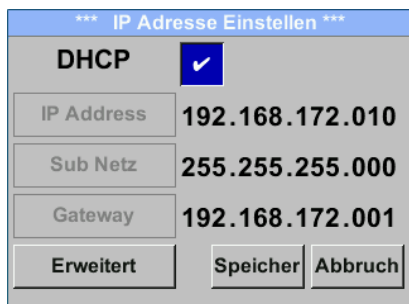 *** IP Adresse Einstellen ***
DHCP ✔
IP Address 192.168.172.010
Sub Netz 255.255.255.000
Gateway 192.168.172.001
Erweitert Speicher Abbruch